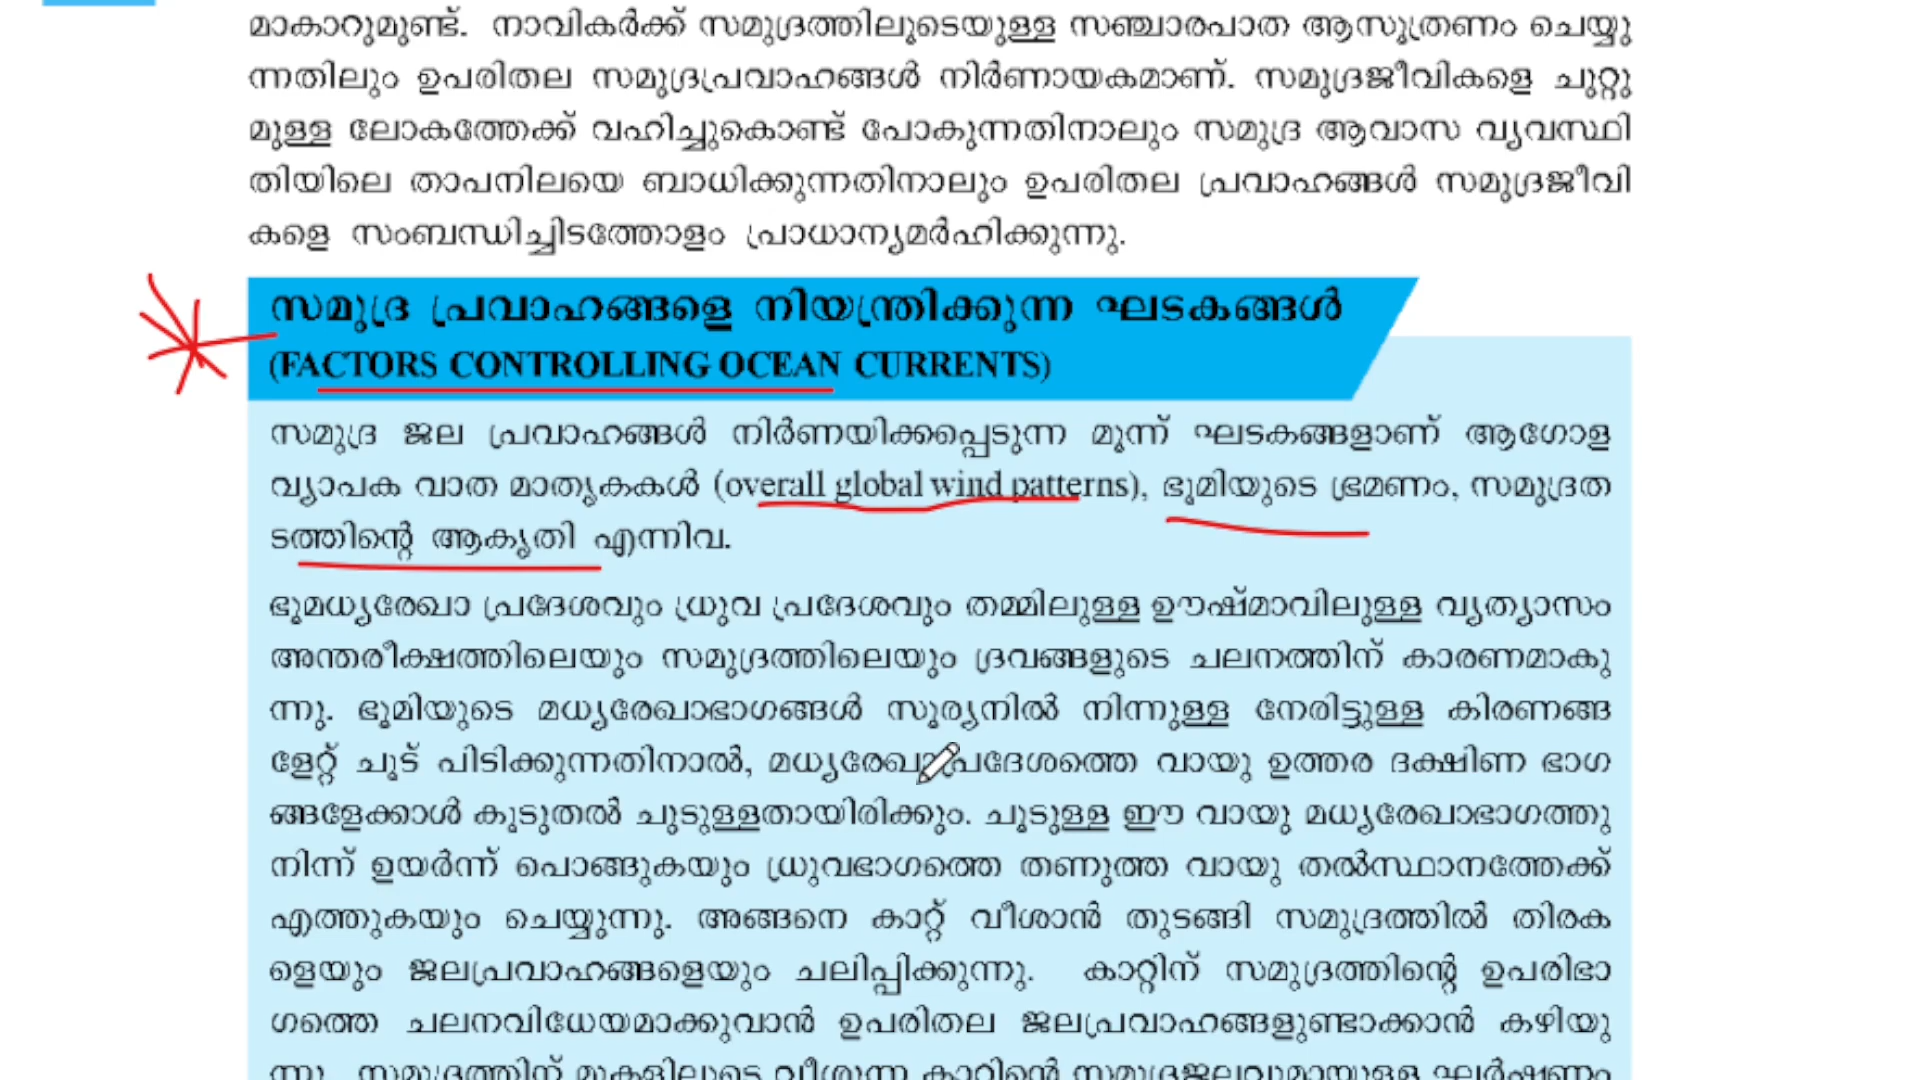 മാകാറുമുണ്ട്. നാവികർക്ക് സമുദ്രത്തിലൂടെയുള്ള സഞ്ചാരപാത ആസൂത്രണം ചെയ്യു
ന്നതിലും ഉപരിതല സമുദ്രപ്രവാഹങ്ങൾ നിർണായകമാണ്. സമുദ്രജീവികളെ ചുറ്റു
മുള്ള ലോകത്തേക്ക് വഹിച്ചുകൊണ്ട് പോകുന്നതിനാലും സമുദ്ര ആവാസ വ്യവസ്ഥി
തിയിലെ താപനിലയെ ബാധിക്കുന്നതിനാലും ഉപരിതല പ്രവാഹങ്ങൾ സമുദ്രജീവി
കളെ സംബന്ധിച്ചിടത്തോളം പ്രാധാന്യമർഹിക്കുന്നു.
സമുദ്ര പ്രവാഹങ്ങളെ നിയന്ത്രിക്കുന്ന ഘടകങ്ങൾ
(FACTORS CONTROLLING OCEAN CURRENTS)
സമുദ്ര ജല പ്രവാഹങ്ങൾ നിർണയിക്കപ്പെടുന്ന മൂന്ന് ഘടകങ്ങളാണ് ആഗോള
വ്യാപക വാത മാതൃകകൾ (overall global wind patterns), ഭൂമിയുടെ ഭ്രമണം, സമുദ്രത
ടത്തിന്റെ ആകൃതി എന്നിവ.
ഭൂമധ്യരേഖാ പ്രദേശവും ധ്രുവ പ്രദേശവും തമ്മിലുള്ള ഊഷ്മാവിലുള്ള വ്യത്യാസം
അന്തരീക്ഷത്തിലെയും സമുദ്രത്തിലെയും ദ്രവങ്ങളുടെ ചലനത്തിന് കാരണമാകു
ന്നു. ഭൂമിയുടെ മധ്യരേഖാഭാഗങ്ങൾ സൂര്യനിൽ നിന്നുള്ള നേരിട്ടുള്ള കിരണങ്ങ
ളേറ്റ് ചൂട് പിടിക്കുന്നതിനാൽ, മധ്യരേഖാപ്രദേശത്തെ വായു ഉത്തര ദക്ഷിണ ഭാഗ
ങ്ങളേക്കാൾ കൂടുതൽ ചൂടുള്ളതായിരിക്കും. ചൂടുള്ള ഈ വായു മധ്യരേഖാഭാഗത്തു
നിന്ന് ഉയർന്ന് പൊങ്ങുകയും ധ്രുവഭാഗത്തെ തണുത്ത വായു തൽസ്ഥാനത്തേക്ക്
എത്തുകയും ചെയ്യുന്നു. അങ്ങനെ കാറ്റ് വീശാൻ തുടങ്ങി സമുദ്രത്തിൽ തിരക
ളെയും ജലപ്രവാഹങ്ങളെയും ചലിപ്പിക്കുന്നു. കാറ്റിന് സമുദ്രത്തിന്റെ ഉപരിഭാ
ഗത്തെ ചലനവിധേയമാക്കുവാൻ ഉപരിതല ജലപ്രവാഹങ്ങളുണ്ടാക്കാൻ കഴിയു
ന്നു. സമുദ്രത്തിന് മുകളിലൂടെ വീശുന്ന കാറ്റിന്റെ സമുദ്രജലവുമായുള്ള ഘർഷണം